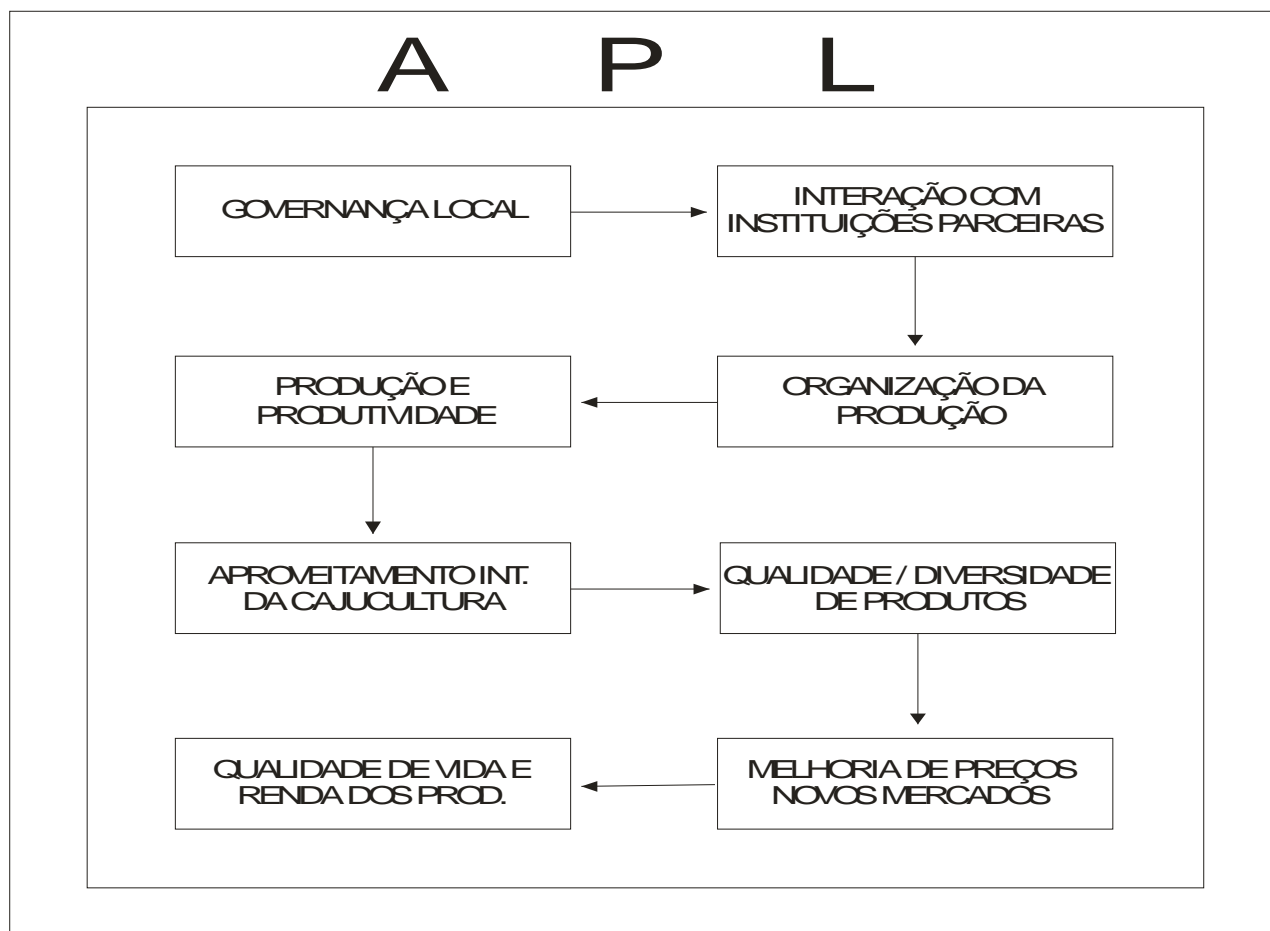 A P L
GOVERNANÇA LOCAL
INTERAÇÃO COM
INSTITUIÇÕES PARCEIRAS
ORGANIZAÇÃO DA
PRODUÇÃO
PRODUÇÃO E
PRODUTIVIDADE
APROVEITAMENTO INT.
DA CAJUCULTURA
QUALIDADE / DIVERSIDADE
DE PRODUTOS
MELHORIA DE PREÇOS
NOVOS MERCADOS
QUALIDADE DE VIDA E
RENDA DOS PROD.